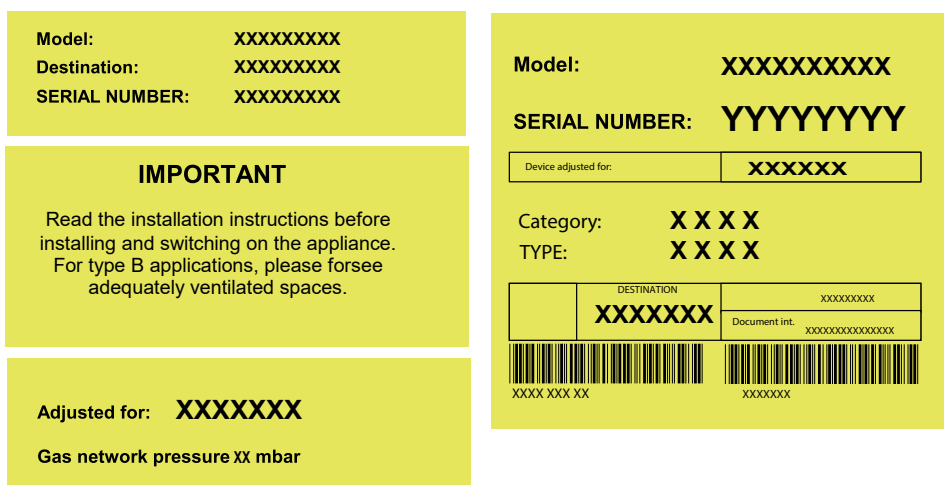 Model: XXXXXXXXX
Destination: XXXXXXXXX
SERIAL NUMBER: XXXXXXXXX
IMPORTANT
Read the installation instructions before
installing and switching on the appliance.
For type B applications, please forsee
adequately ventilated spaces.
Adjusted for: XXXXXXX
Gas network pressure XX mbar
Model: XXXXXXXXXX
SERIAL NUMBER: YYYYYYYY
Device adjusted for: XXXXXX
Category: X X X X
TYPE: X X X X
DESTINATION
XXXXXXX
XXXXXXXXX
Document int. XXXXXXXXXXXXXXX
XXXX XXX XX
XXXXXXX